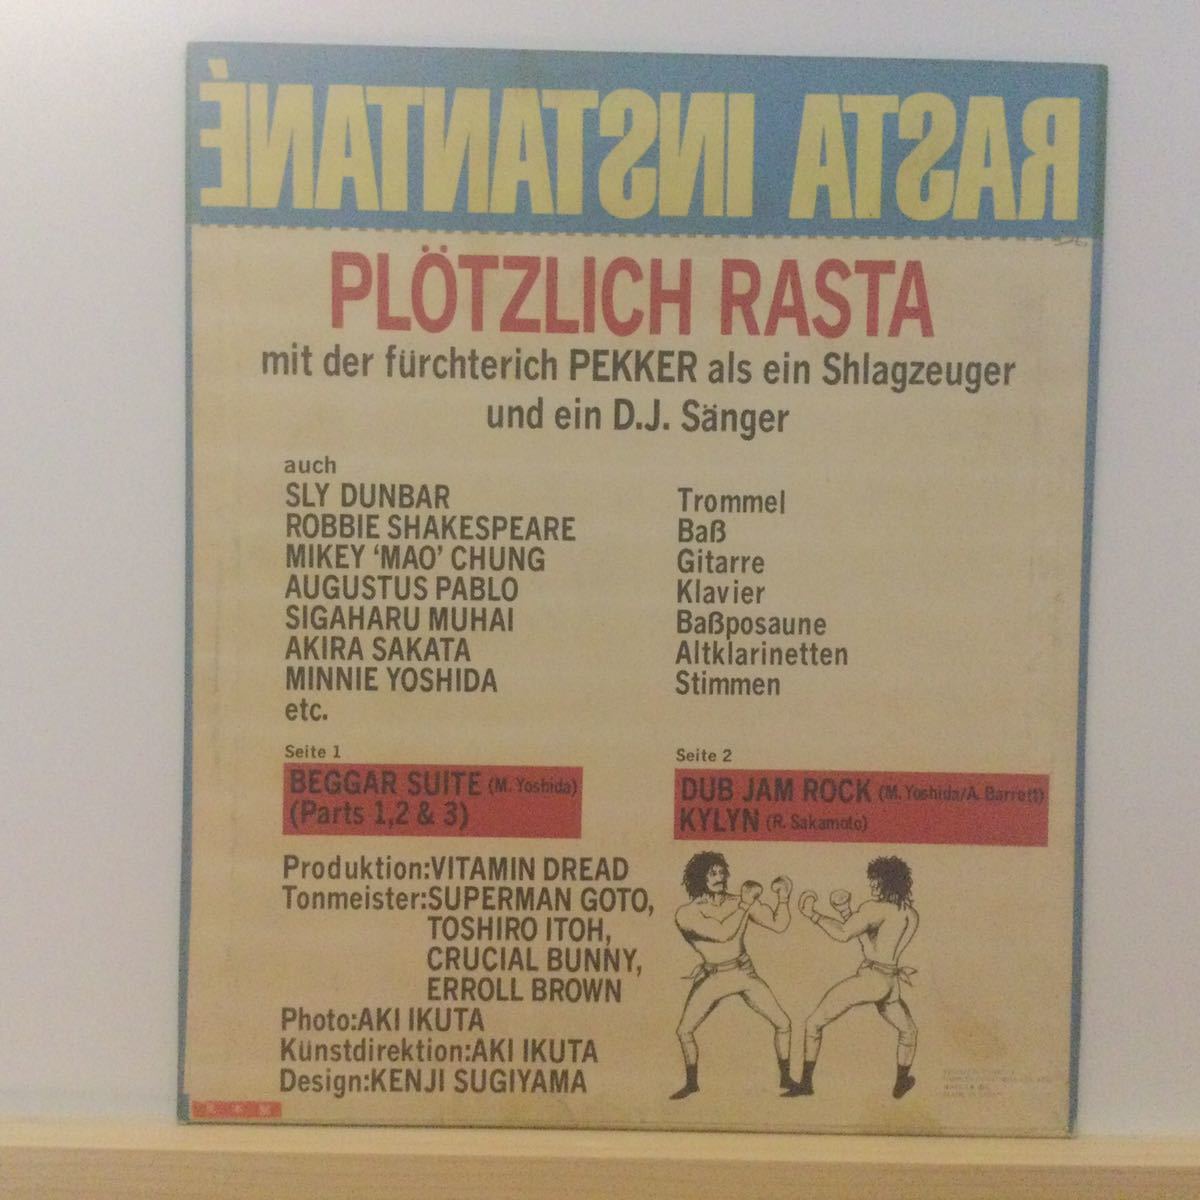 RASTA INSTANTANÉ
PLÖTZLICH RASTA
mit der fürchterich PEKKER als ein Shlagzeuger
und ein D.J. Sänger
auch
SLY DUNBAR Trommel
ROBBIE SHAKESPEARE Baß
MIKEY ‘MAO’ CHUNG Gitarre
AUGUSTUS PABLO Klavier
SIGAHARU MUHAI Baßposaune
AKIRA SAKATA Altklarinetten
MINNIE YOSHIDA Stimmen
etc.
Seite 1
BEGGAR SUITE (M. Yoshida)
(Parts 1,2 & 3)
Seite 2
DUB JAM ROCK (M. Yoshida/A. Barrett)
KYLYN (R. Sakamoto)
Produktion:VITAMIN DREAD
Tonmeister:SUPERMAN GOTO,
TOSHIRO ITOH,
CRUCIAL BUNNY,
ERROLL BROWN
Photo:AKI IKUTA
Künstdirektion:AKI IKUTA
Design:KENJI SUGIYAMA
見本盤